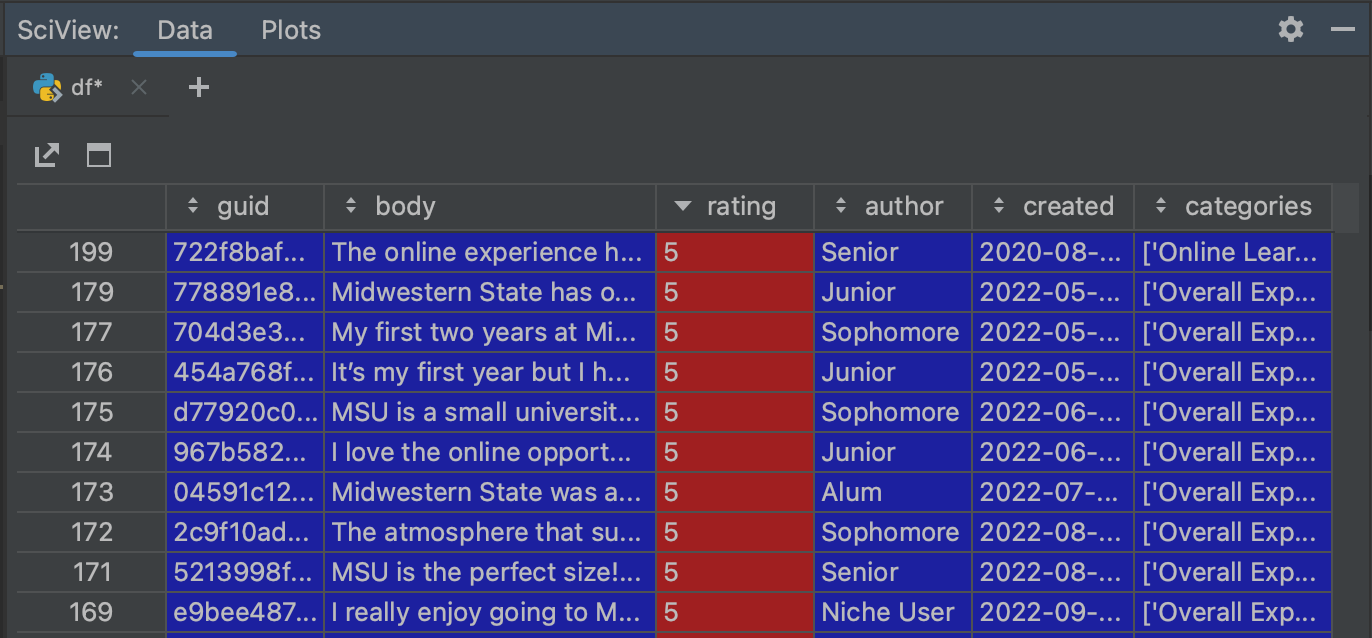 SciView: Data Plots
df*
guid body rating author created categories
199 722f8baf... The online experience h... 5 Senior 2020-08-... ['Online Lear...
179 778891e8... Midwestern State has o... 5 Junior 2022-05-... ['Overall Exp...
177 704d3e3... My first two years at Mi... 5 Sophomore 2022-05-... ['Overall Exp...
176 454a768f... It’s my first year but I h... 5 Junior 2022-05-... ['Overall Exp...
175 d77920c0... MSU is a small universit... 5 Sophomore 2022-06-... ['Overall Exp...
174 967b582... I love the online opport... 5 Junior 2022-06-... ['Overall Exp...
173 04591c12... Midwestern State was a... 5 Alum 2022-07-... ['Overall Exp...
172 2c9f10ad... The atmosphere that su... 5 Sophomore 2022-08-... ['Overall Exp...
171 5213998f... MSU is the perfect size!... 5 Senior 2022-08-... ['Overall Exp...
169 e9bee487... I really enjoy going to M... 5 Niche User 2022-09-... ['Overall Exp...